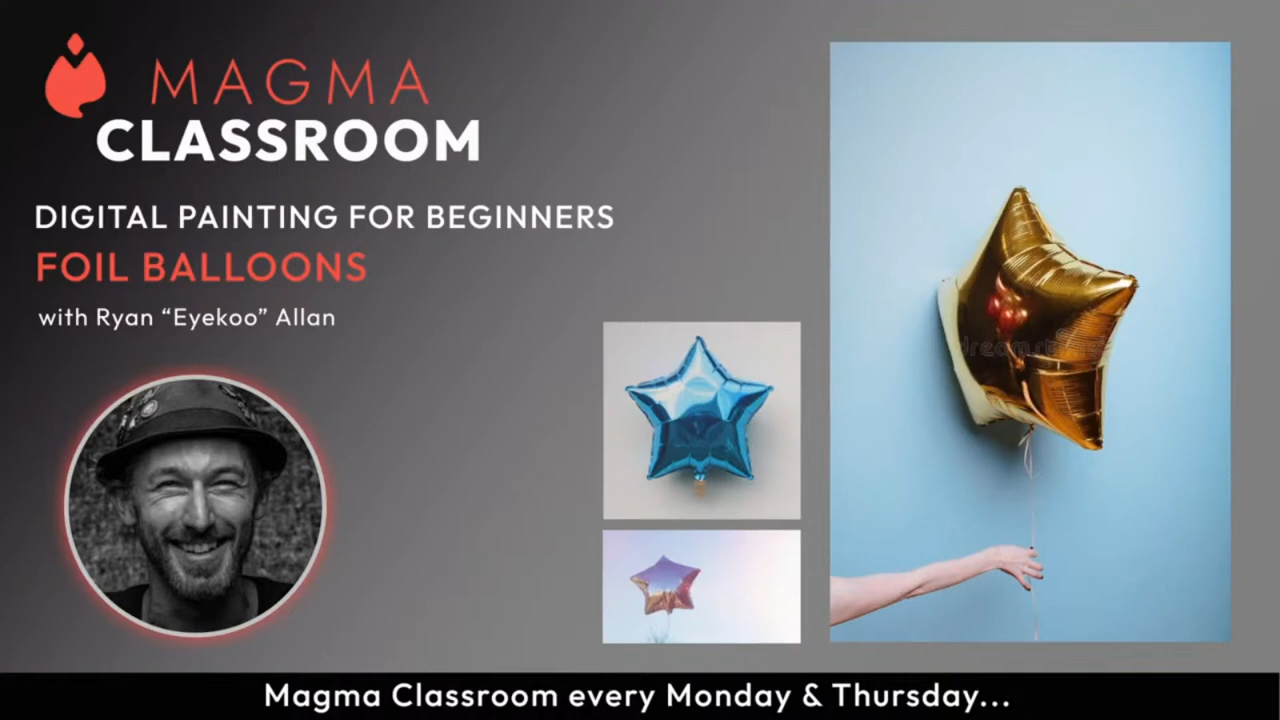 MAGMA
CLASSROOM
DIGITAL PAINTING FOR BEGINNERS
FOIL BALLOONS
with Ryan “Eyekoo” Allan
Magma Classroom every Monday & Thursday...